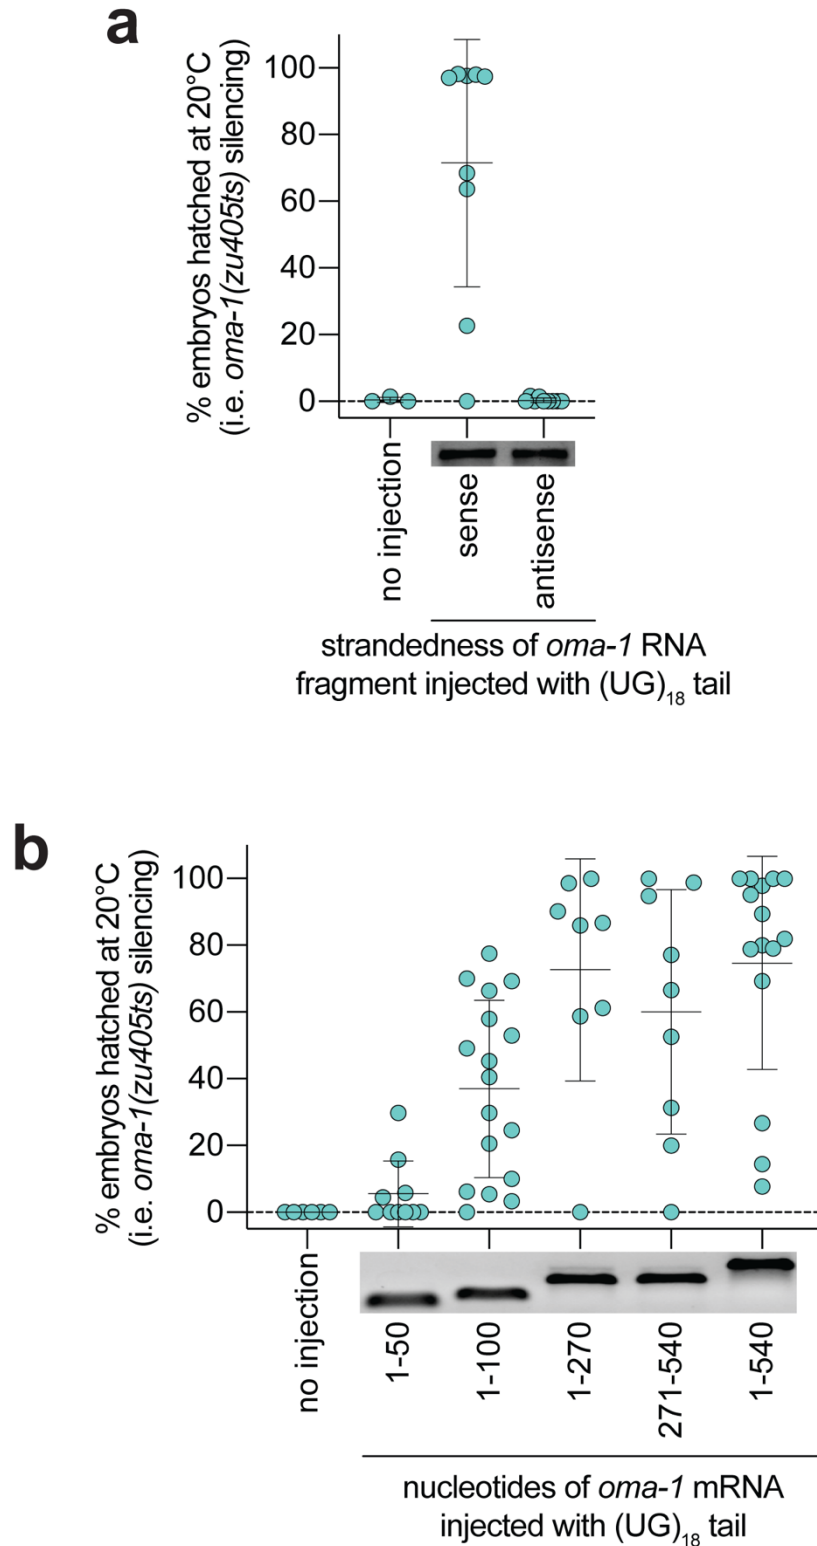 a
% embryos hatched at 20°C
(i.e. oma-1(zu405ts) silencing)
100
80
60
40
20
0
no injection
sense
antisense
strandedness of oma-1 RNA
fragment injected with (UG)18 tail
b
% embryos hatched at 20°C
(i.e. oma-1(zu405ts) silencing)
100
80
60
40
20
0
no injection
1-50
1-100
1-270
271-540
1-540
nucleotides of oma-1 mRNA
injected with (UG)18 tail